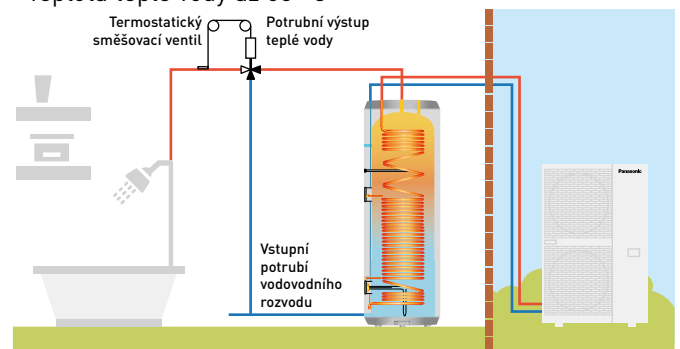 Termostatický
směšovací ventil
Potrubní výstup
teplé vody
Panasonic
Vstupní
potrubí
vodovodního
rozvodu